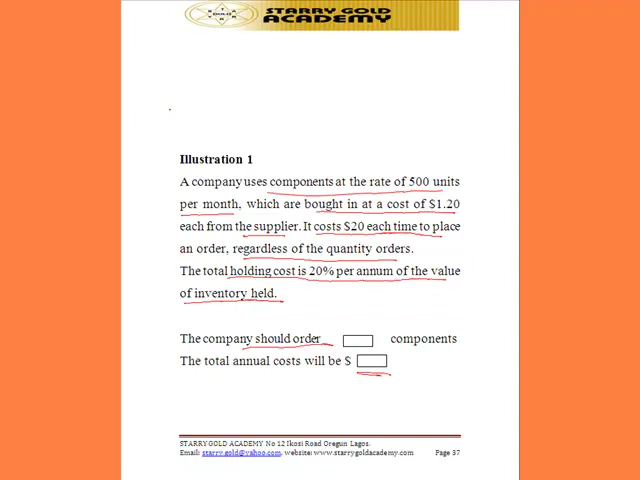 STARRY GOLD
ACADEMY
Illustration 1
A company uses components at the rate of 500 units
per month, which are bought in at a cost of $1.20
each from the supplier. It costs $20 each time to place
an order, regardless of the quantity orders.
The total holding cost is 20% per annum of the value
of inventory held.
The company should order components
The total annual costs will be $
STARRY GOLD ACADEMY No 12 Ikosi Road Oregun Lagos.
Email: starry.gold@yahoo.com, website: www.starrygoldacademy.com Page 37